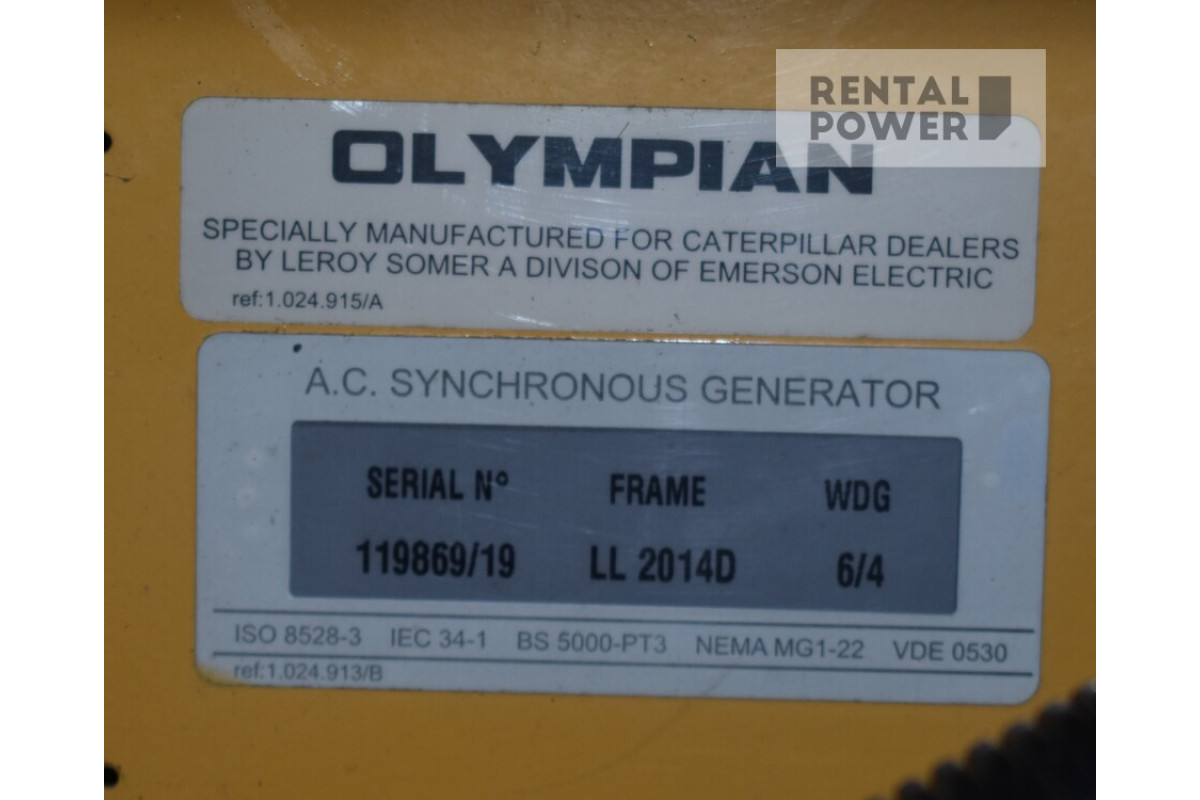 RENTAL
POWER
OLYMPIAN
SPECIALLY MANUFACTURED FOR CATERPILLAR DEALERS
BY LEROY SOMER A DIVISON OF EMERSON ELECTRIC
ref:1.024.915/A
A.C. SYNCHRONOUS GENERATOR
SERIAL Nº FRAME WDG
119869/19 LL 2014D 6/4
ISO 8528-3 IEC 34-1 BS 5000-PT3 NEMA MG1-22 VDE 0530
ref:1.024.913/B